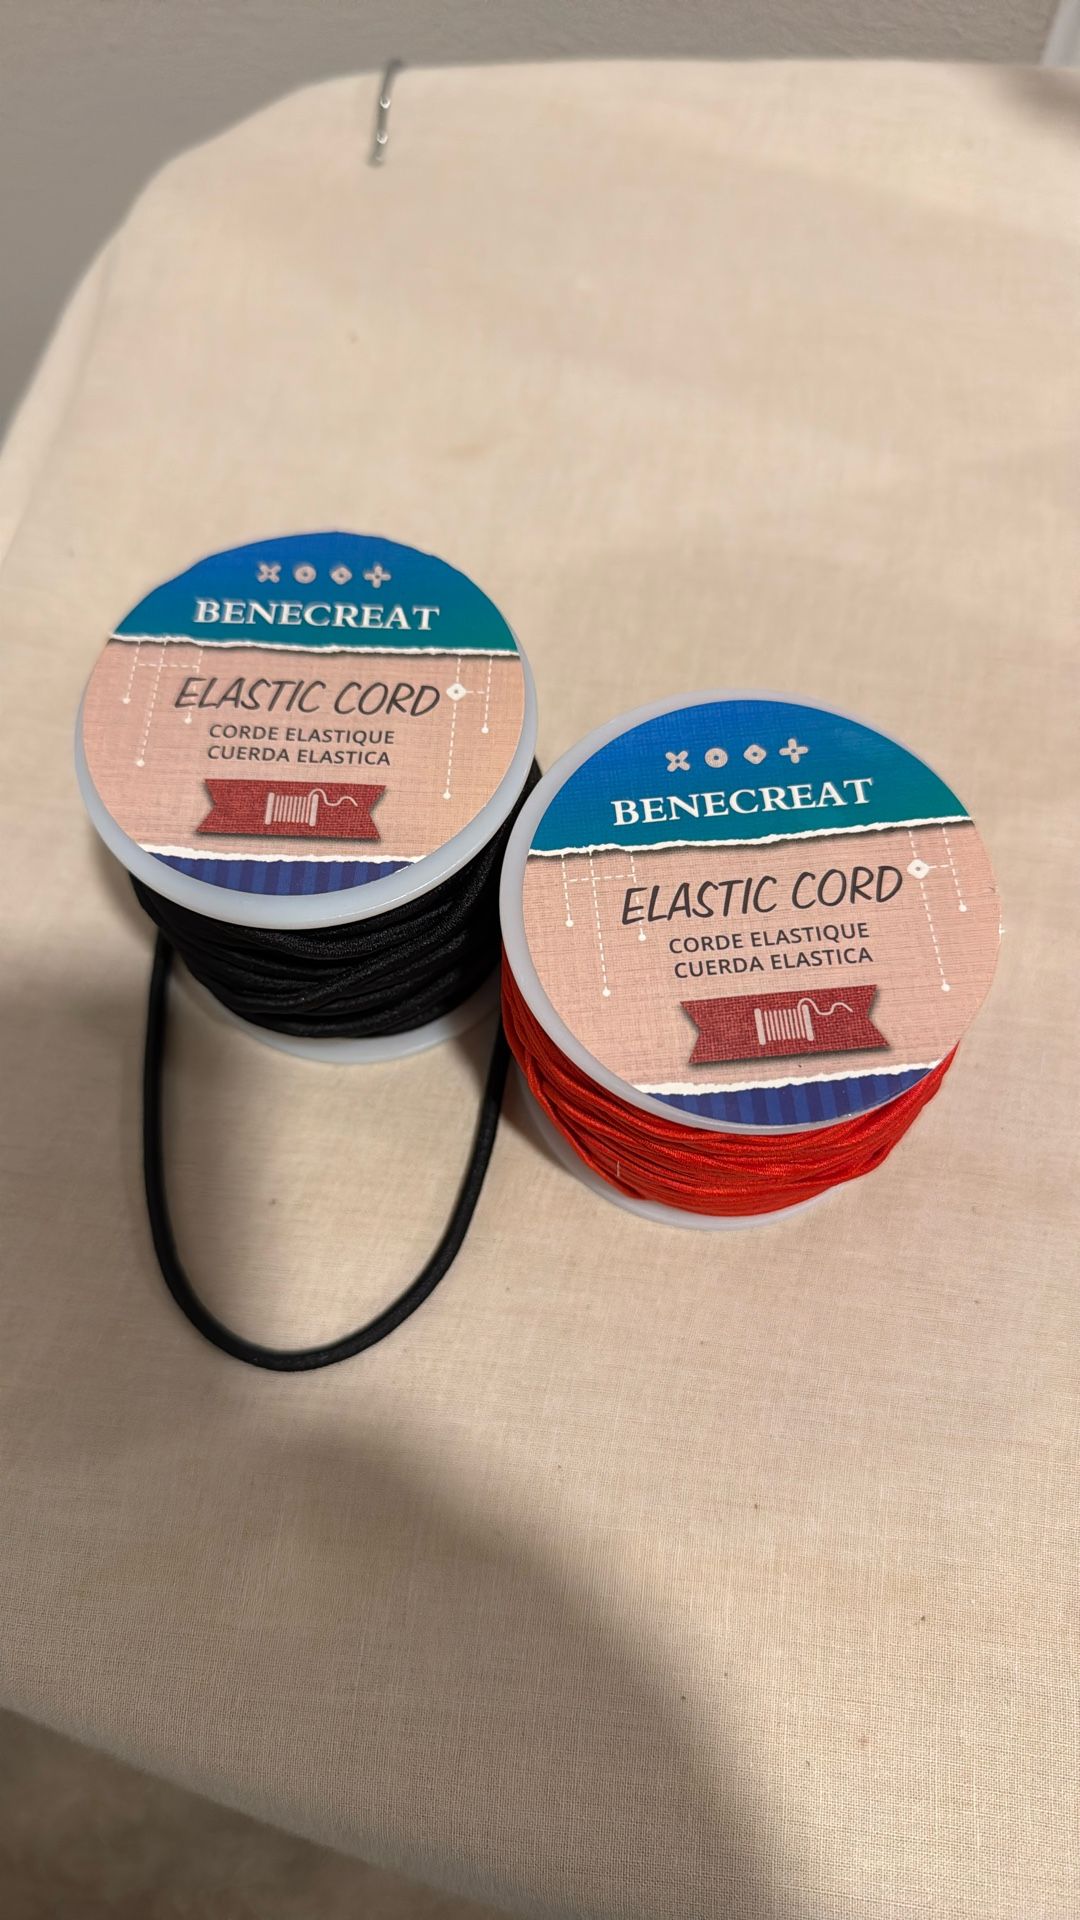 BENECREAT
ELASTIC CORD
CORDE ELASTIQUE
CUERDA ELASTICA
BENECREAT
ELASTIC CORD
CORDE ELASTIQUE
CUERDA ELASTICA